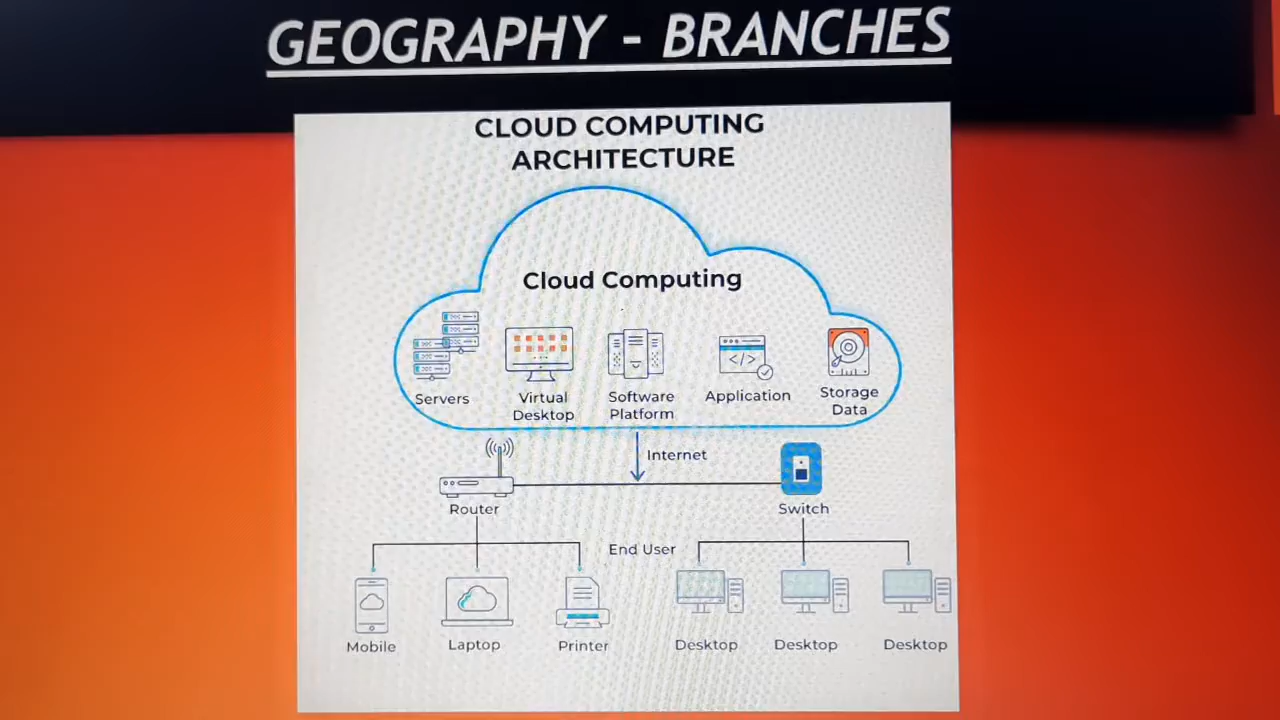 GEOGRAPHY - BRANCHES
CLOUD COMPUTING
ARCHITECTURE
Cloud Computing
Servers
Virtual
Desktop
Software
Platform
Application
Storage
Data
Internet
Router
Switch
End User
Mobile
Laptop
Printer
Desktop
Desktop
Desktop